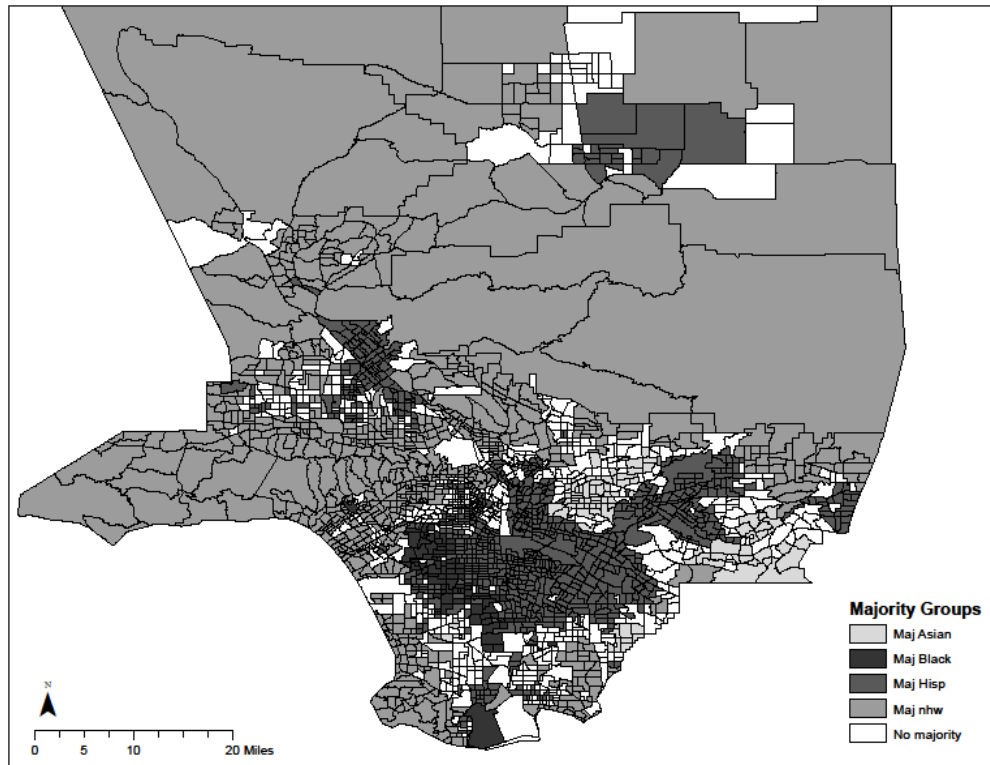 Majority Groups
Maj Asian
Maj Black
Maj Hisp
Maj nhw
No majority
N
0 5 10 20 Miles